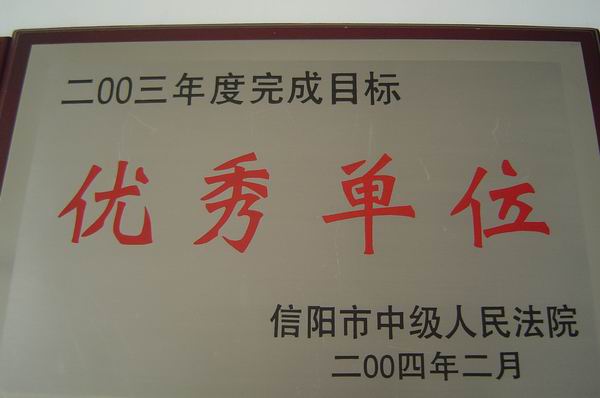 二00三年度完成目标
优秀单位
信阳市中级人民法院
二00四年二月